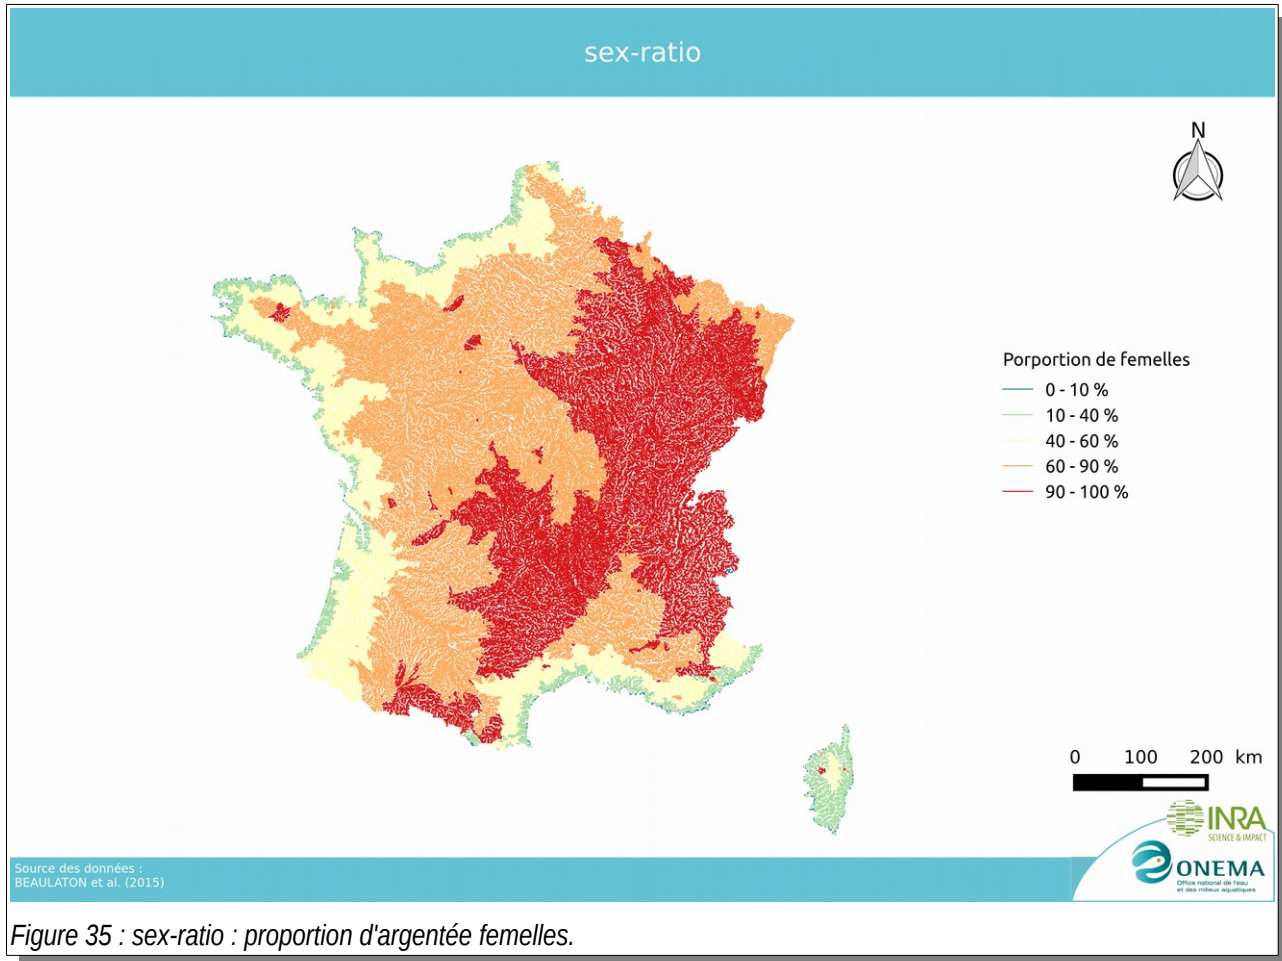 sex-ratio
N
Porportion de femelles
0 - 10 %
10 - 40 %
40 - 60 %
60 - 90 %
90 - 100 %
0 100 200 km
INRA
SCIENCE & IMPACT
ONEMA
Office national de l'eau
et des milieux aquatiques
Source des données :
BEAULATON et al. (2015)
Figure 35 : sex-ratio : proportion d'argentée femelles.